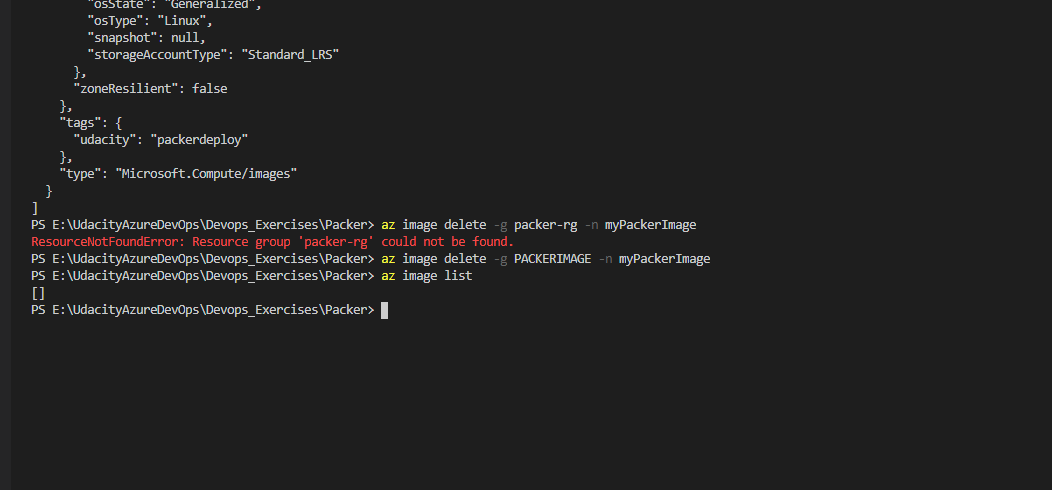 "osState": "Generalized",
"osType": "Linux",
"snapshot": null,
"storageAccountType": "Standard_LRS"
},
"zoneResilient": false
},
"tags": {
"udacity": "packerdeploy"
},
"type": "Microsoft.Compute/images"
}
]
PS E:\UdacityAzureDevOps\Devops_Exercises\Packer> az image delete -g packer-rg -n myPackerImage
ResourceNotFoundError: Resource group 'packer-rg' could not be found.
PS E:\UdacityAzureDevOps\Devops_Exercises\Packer> az image delete -g PACKERIMAGE -n myPackerImage
PS E:\UdacityAzureDevOps\Devops_Exercises\Packer> az image list
[]
PS E:\UdacityAzureDevOps\Devops_Exercises\Packer>